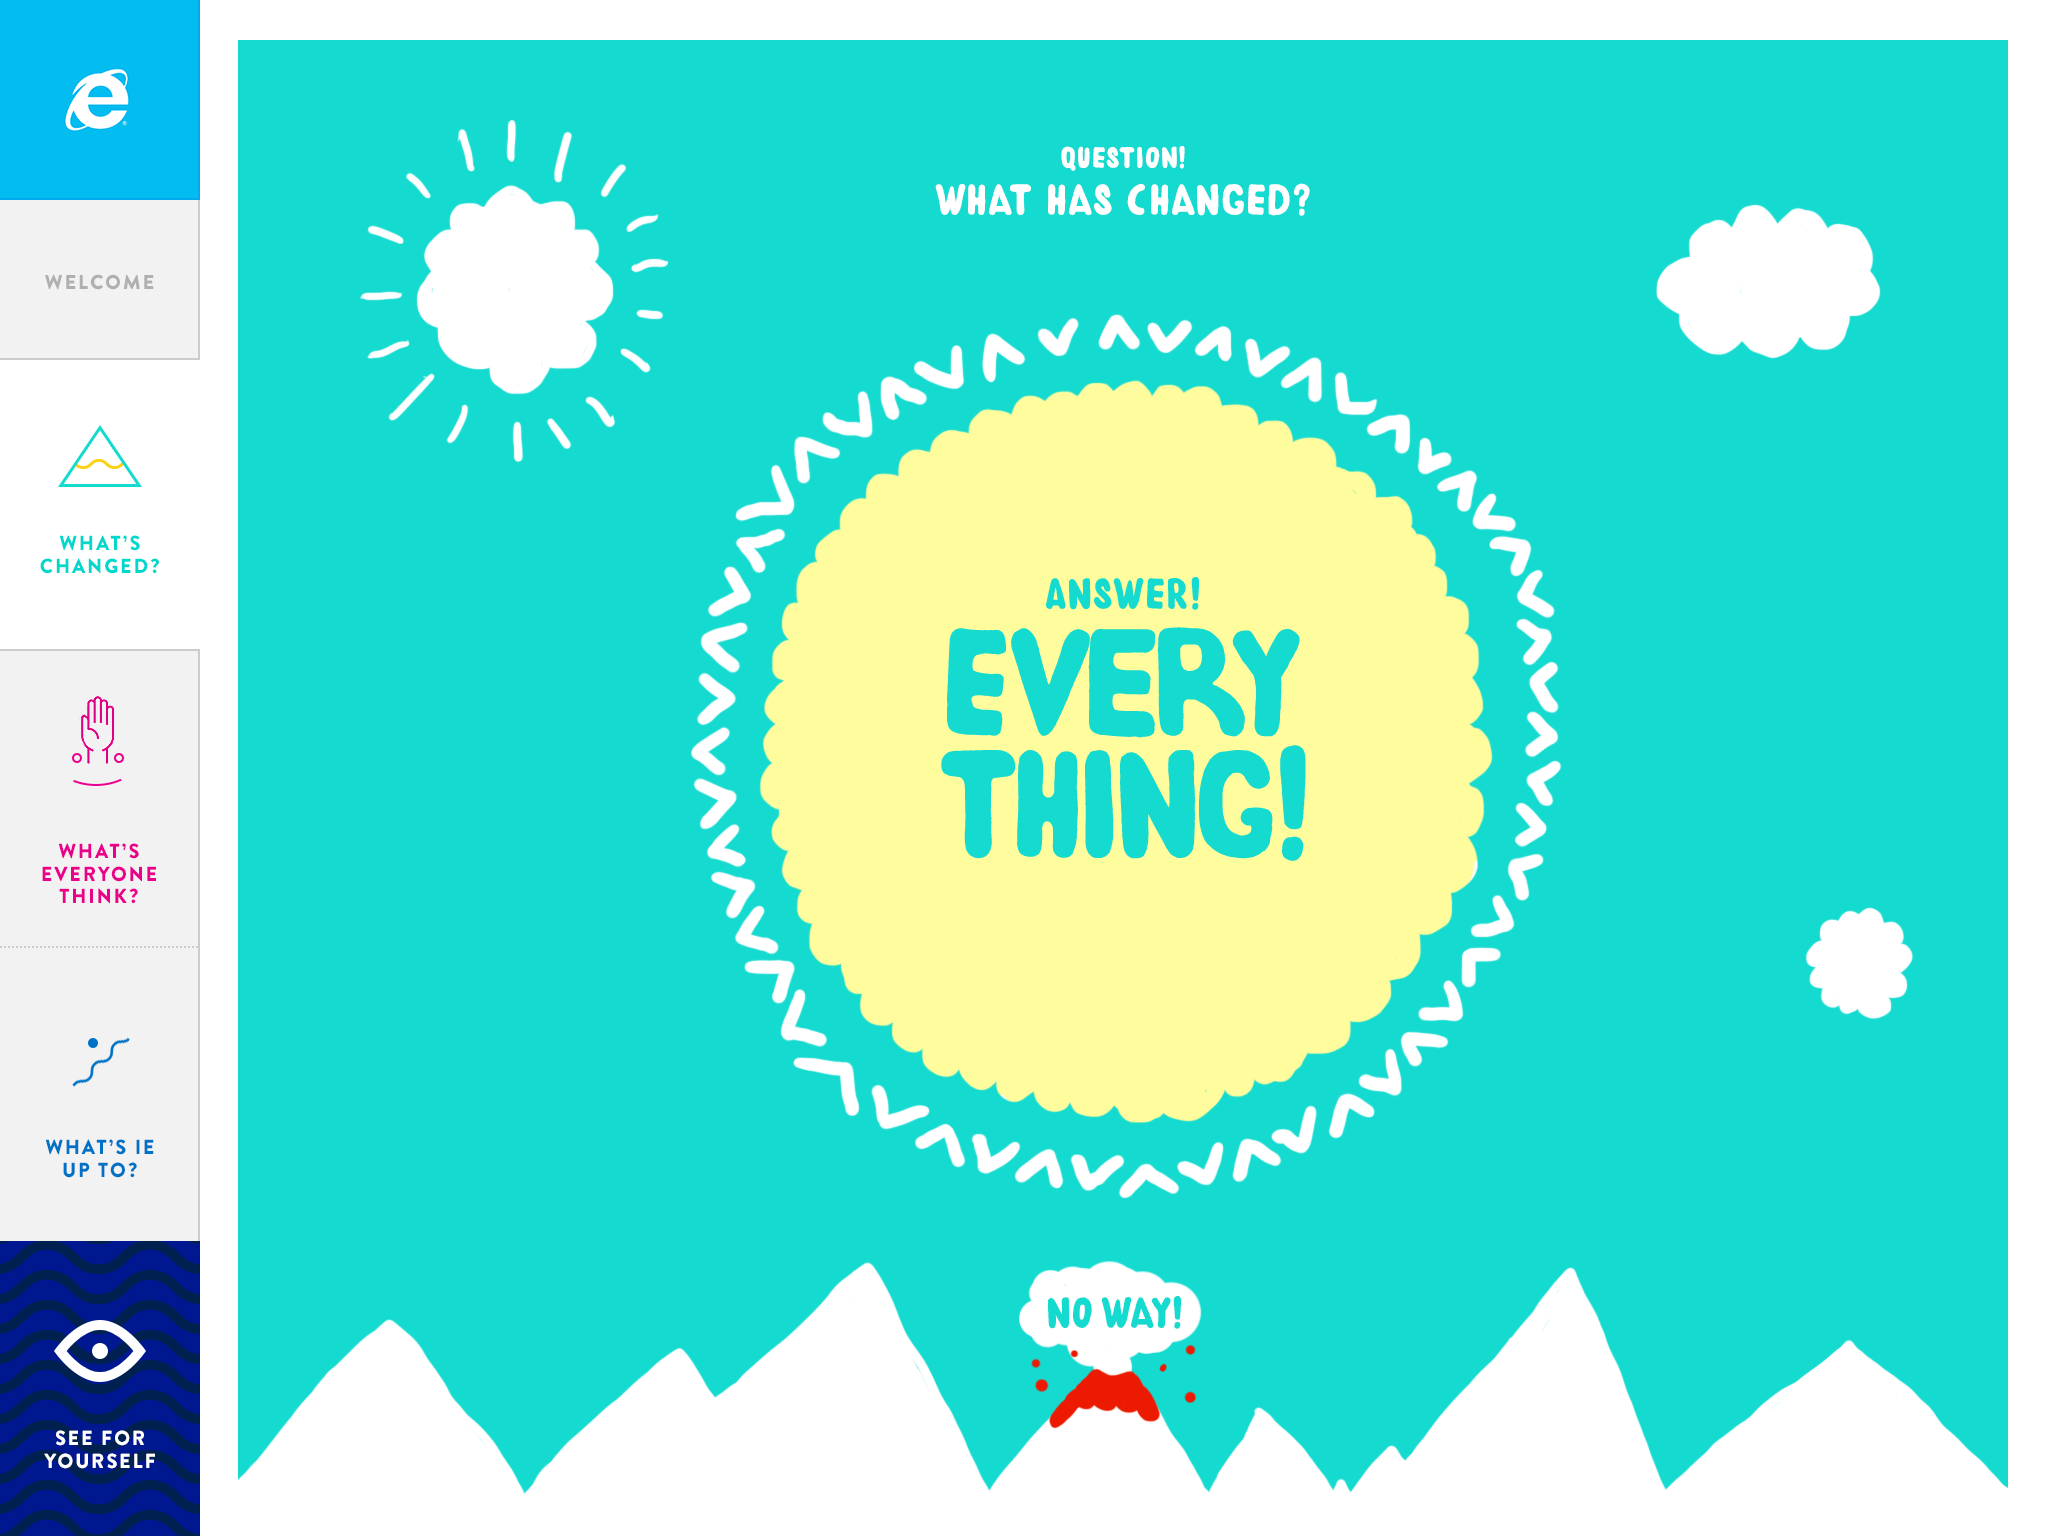 WELCOME
WHAT'S
CHANGED?
WHAT'S
EVERYONE
THINK?
WHAT'S IE
UP TO?
SEE FOR
YOURSELF
QUESTION!
WHAT HAS CHANGED?
ANSWER!
EVERY
THING!
NO WAY!